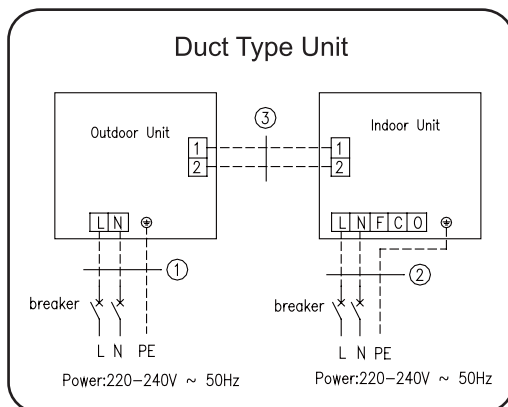 Duct Type Unit
Outdoor Unit
1
2
③
Indoor Unit
1
2
L N
L N F C O
①
②
breaker
breaker
L N PE
L N PE
Power:220-240V ~ 50Hz
Power:220-240V ~ 50Hz